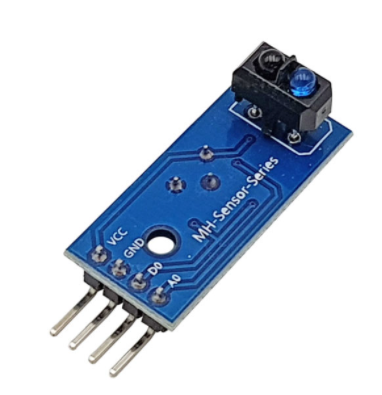 MH-Sensor-Series
VCC
GND
D0
A0